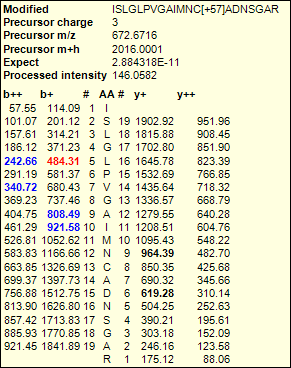 Modified ISLGLPVGAIMNC[+57]ADNSGAR
Precursor charge 3
Precursor m/z 672.6716
Precursor m+h 2016.0001
Expect 2.884318E-11
Processed intensity 146.0582
b++ b+ # AA # y+ y++
57.55 114.09 1 I
101.07 201.12 2 S 19 1902.92 951.96
157.61 314.21 3 L 18 1815.88 908.45
186.12 371.23 4 G 17 1702.80 851.90
242.66 484.31 5 L 16 1645.78 823.39
291.19 581.37 6 P 15 1532.69 766.85
340.72 680.43 7 V 14 1435.64 718.32
369.23 737.46 8 G 13 1336.57 668.79
404.75 808.49 9 A 12 1279.55 640.28
461.29 921.58 10 I 11 1208.51 604.76
526.81 1052.62 11 M 10 1095.43 548.22
583.83 1166.66 12 N 9 964.39 482.70
663.85 1326.69 13 C 8 850.35 425.68
699.37 1397.73 14 A 7 690.32 345.66
756.88 1512.75 15 D 6 619.28 310.14
813.90 1626.80 16 N 5 504.25 252.63
857.42 1713.83 17 S 4 390.21 195.61
885.93 1770.85 18 G 3 303.18 152.09
921.45 1841.89 19 A 2 246.16 123.58
R 1 175.12 88.06